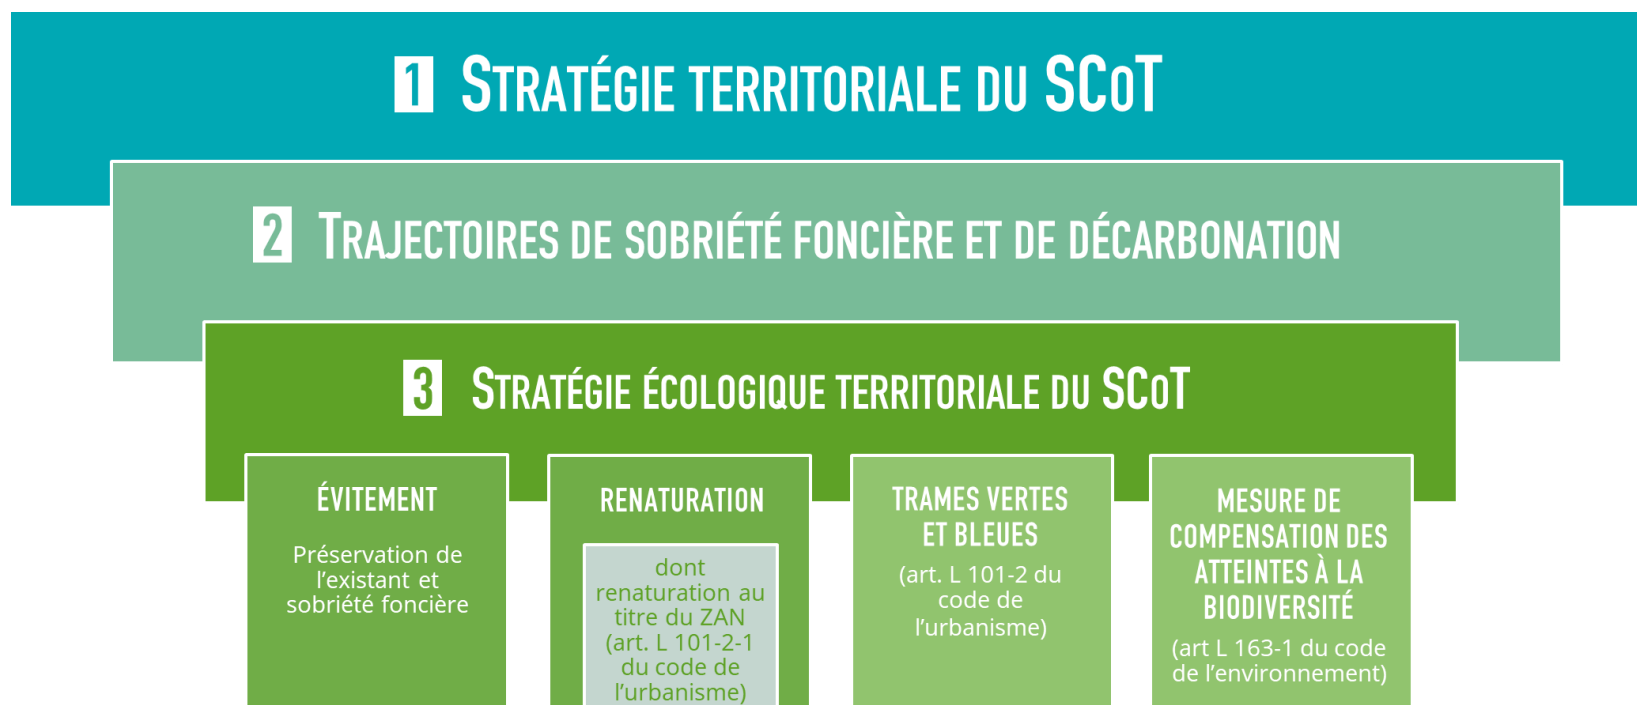 1 STRATÉGIE TERRITORIALE DU SCOT
2 TRAJECTOIRES DE SOBRIÉTÉ FONCIÈRE ET DE DÉCARBONATION
3 STRATÉGIE ÉCOLOGIQUE TERRITORIALE DU SCOT
ÉVITEMENT
Préservation de
l’existant et
sobriété foncière
RENATURATION
dont
renaturation au
titre du ZAN
(art. L 101-2-1
du code de
l’urbanisme)
TRAMES VERTES
ET BLEUES
(art. L 101-2 du
code de
l’urbanisme)
MESURE DE
COMPENSATION DES
ATTEINTES À LA
BIODIVERSITÉ
(art L 163-1 du code
de l’environnement)